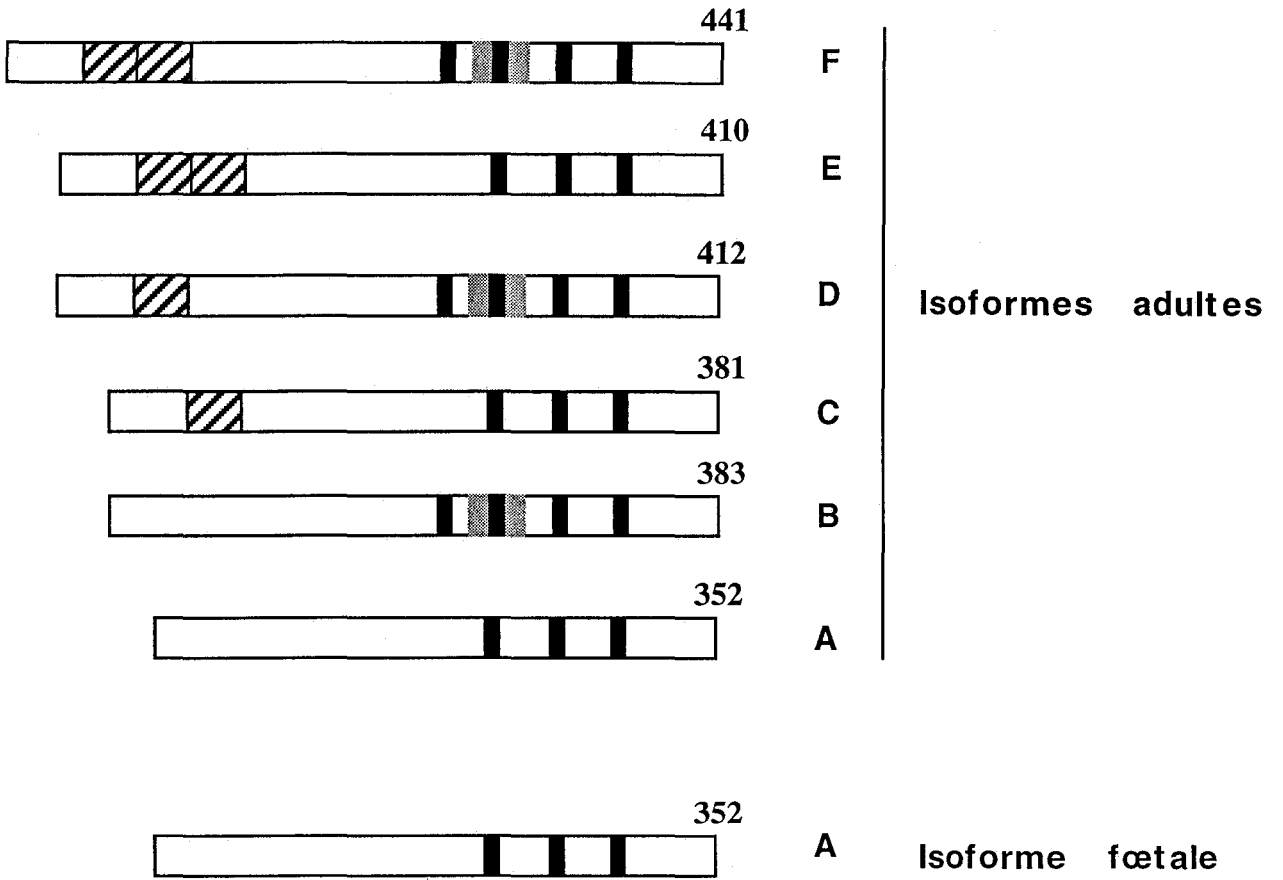 441
F
410
E
412
D
Isoformes adultes
381
C
383
B
352
A
352
A
Isoforme fœtale